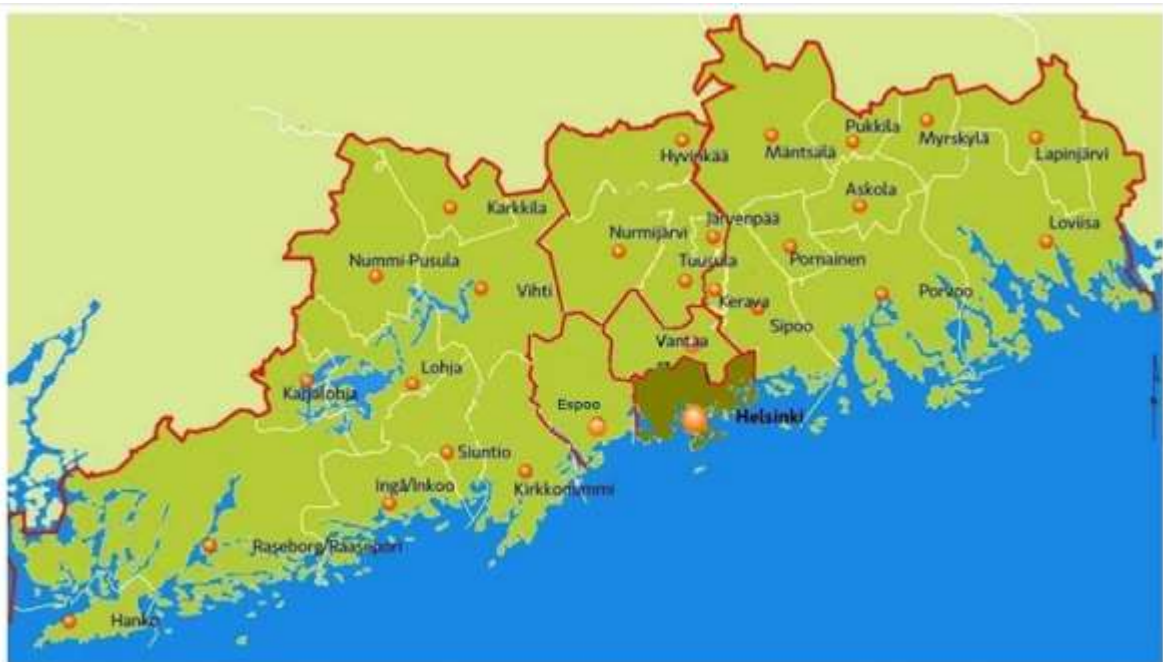 Pukkila
Myrskylä
Hyvinkää
Mäntsälä
Lapinjärvi
Askola
Karkkila
Järvenpää
Loviisa
Nurmijärvi
Nummi-Pusula
Tuusula
Pornainen
Vihti
Kerava
Porvoo
Sipoo
Vantaa
Lohja
Karjalohja
Espoo
Helsinki
Siuntio
Ingå/Inkoo
Kirkkonummi
Raseborg/Raasepori
Hanko